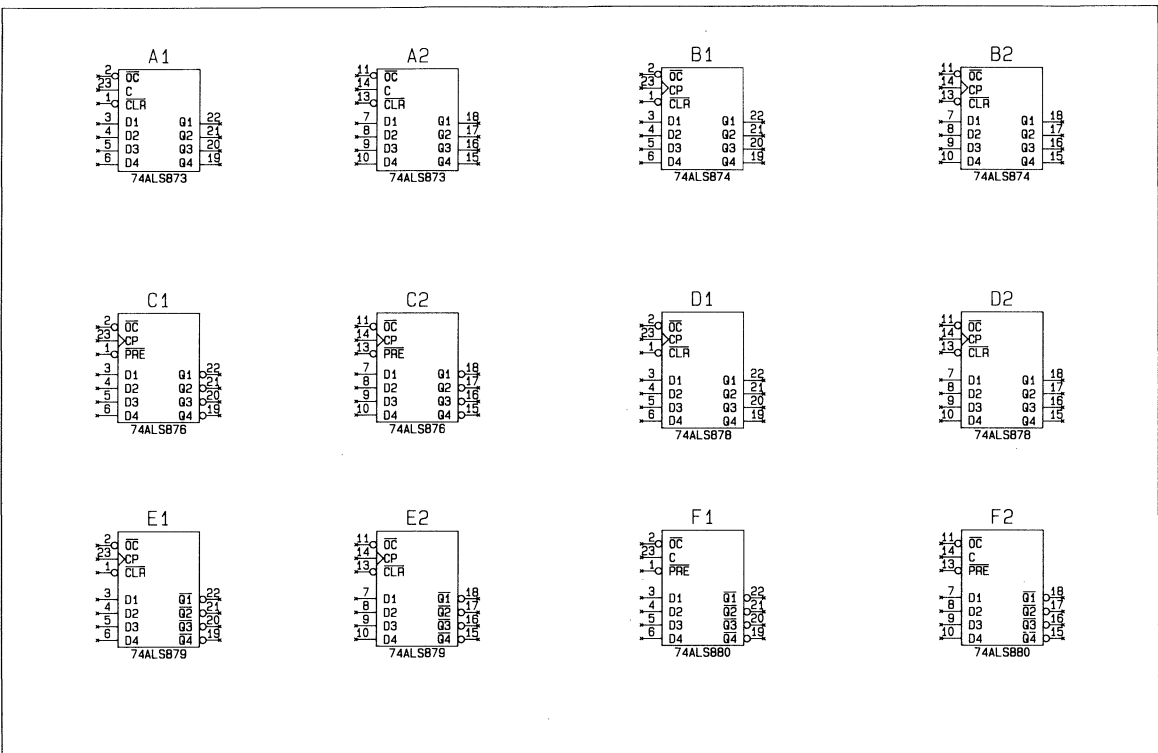 A1
2 OC
23 C
1 CLR
3 D1 Q1 22
4 D2 Q2 21
5 D3 Q3 20
6 D4 Q4 19
74ALS873
A2
11 OC
14 C
13 CLR
7 D1 Q1 18
8 D2 Q2 17
9 D3 Q3 16
10 D4 Q4 15
74ALS873
B1
2 OC
23 CP
1 CLR
3 D1 Q1 22
4 D2 Q2 21
5 D3 Q3 20
6 D4 Q4 19
74ALS874
B2
11 OC
14 CP
13 CLR
7 D1 Q1 18
8 D2 Q2 17
9 D3 Q3 16
10 D4 Q4 15
74ALS874
C1
2 OC
23 CP
1 PRE
3 D1 Q1 22
4 D2 Q2 21
5 D3 Q3 20
6 D4 Q4 19
74ALS876
C2
11 OC
14 CP
13 PRE
7 D1 Q1 18
8 D2 Q2 17
9 D3 Q3 16
10 D4 Q4 15
74ALS876
D1
2 OC
23 CP
1 CLR
3 D1 Q1 22
4 D2 Q2 21
5 D3 Q3 20
6 D4 Q4 19
74ALS878
D2
11 OC
14 CP
13 CLR
7 D1 Q1 18
8 D2 Q2 17
9 D3 Q3 16
10 D4 Q4 15
74ALS878
E1
2 OC
23 CP
1 CLR
3 D1 Q1 22
4 D2 Q2 21
5 D3 Q3 20
6 D4 Q4 19
74ALS879
E2
11 OC
14 CP
13 CLR
7 D1 Q1 18
8 D2 Q2 17
9 D3 Q3 16
10 D4 Q4 15
74ALS879
F1
2 OC
23 C
1 PRE
3 D1 Q1 22
4 D2 Q2 21
5 D3 Q3 20
6 D4 Q4 19
74ALS880
F2
11 OC
14 C
13 PRE
7 D1 Q1 18
8 D2 Q2 17
9 D3 Q3 16
10 D4 Q4 15
74ALS880